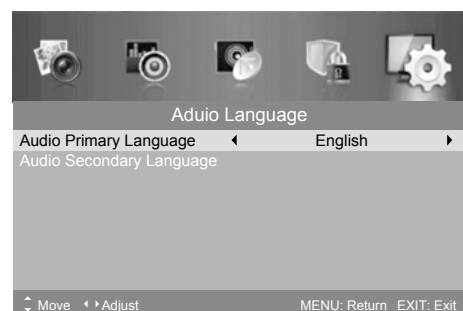 Aduio Language
Audio Primary Language English
Audio Secondary Language
Move Adjust MENU: Return EXIT: Exit